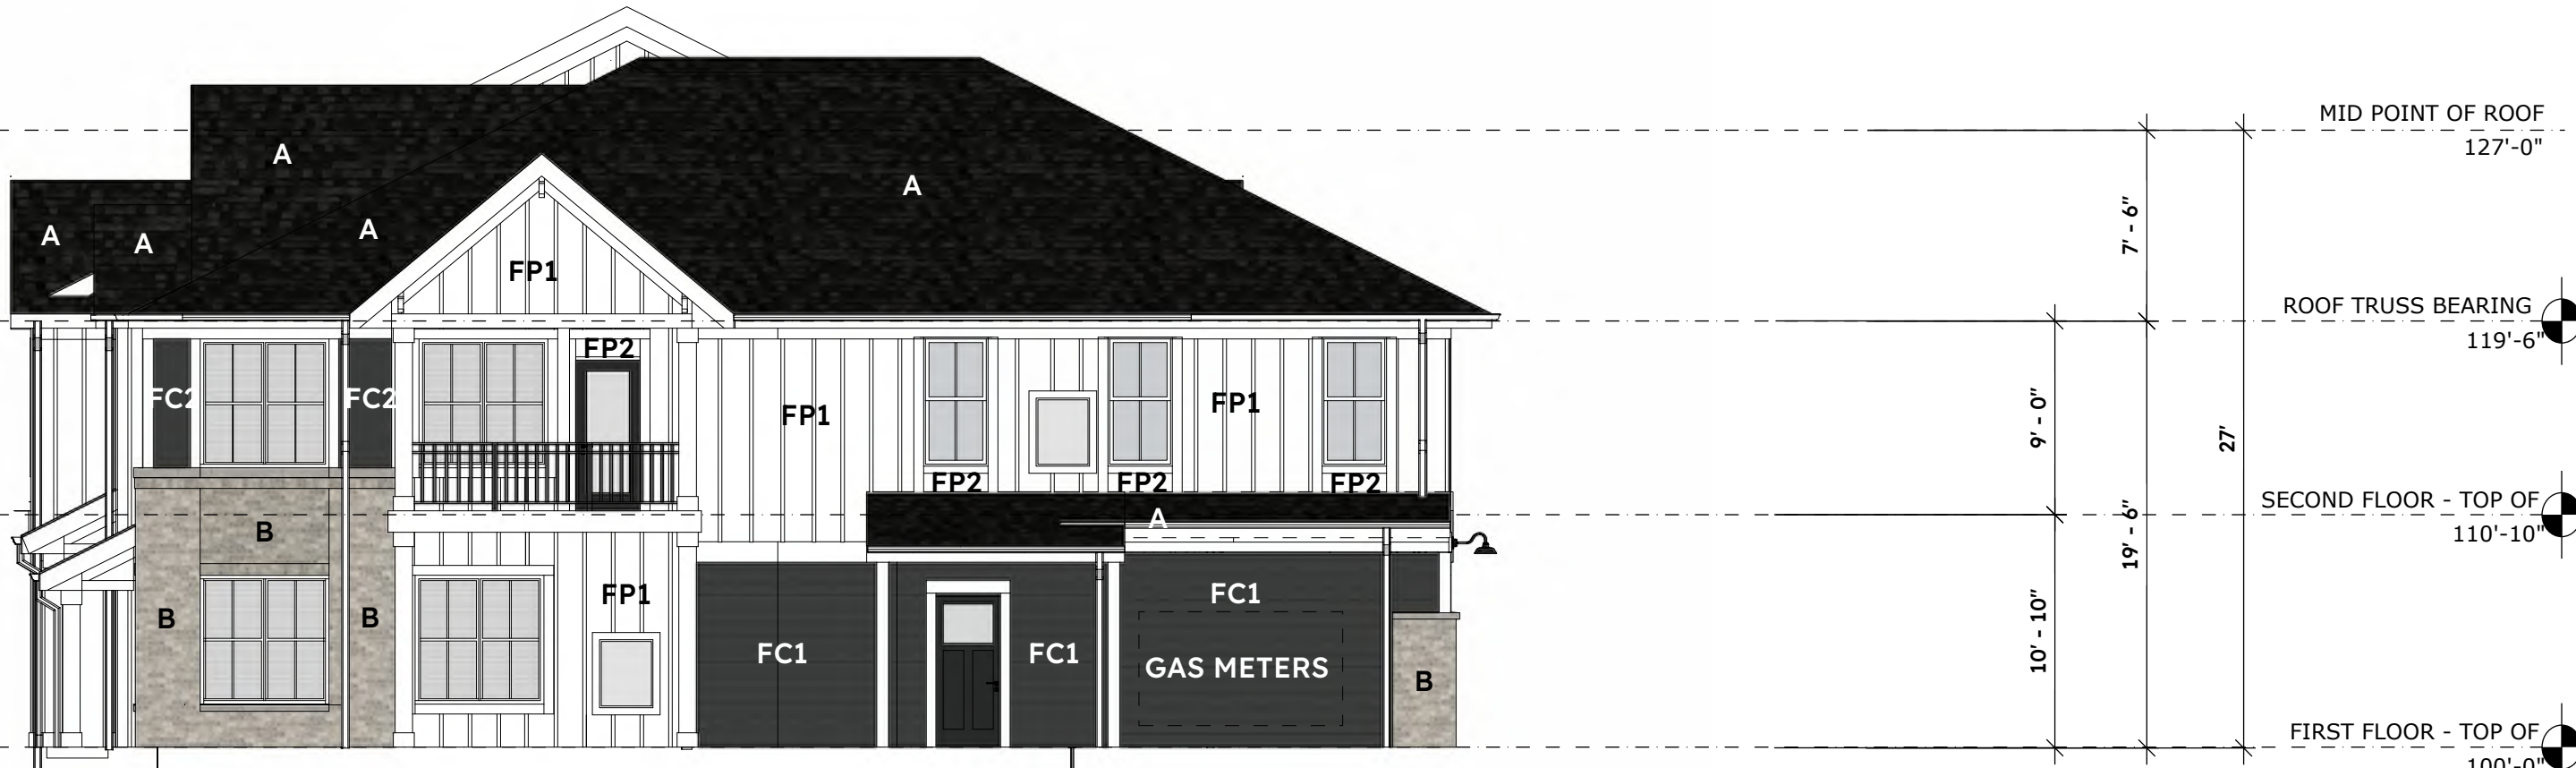 MID POINT OF ROOF
127'-0"
A
A
A
A
A
7' - 6"
FP1
ROOF TRUSS BEARING
119'-6"
FP2
FC2
FC2
FP1
FP1
9' - 0"
27'
FP2
FP2
FP2
SECOND FLOOR - TOP OF
110'-10"
A
B
19' - 6"
FP1
FC1
B
B
10' - 10"
FC1
FC1
GAS METERS
B
FIRST FLOOR - TOP OF
100'-0"